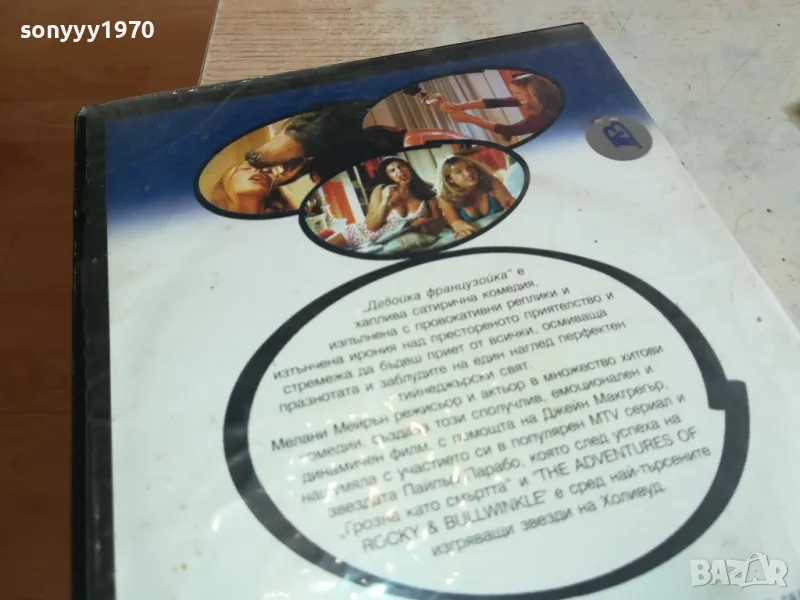 sonyyy1970
B
„Девойка французойка" е
хаплива сатирична комедия,
изпълнена с провокативни реплики и
изтънчена ирония над престореното приятелство и
стремежа да бъдеш приет от всички, осмиваща
празнотата и заблудите на един наглед перфектен
тийнеджърски свят.
Мелани Мейрън режисьор и актьор в множество хитови
комедии, създава този сполучлив, емоционален и
динамичен филм, с помощта на Джейн Макгрегър,
нашумяла с участието си в популярен MTV сериал и
звездата Пайпър Парабо, която след успеха на
„Грозна като смъртта" и "THE ADVENTURES OF
ROCKY & BULLWINKLE" е сред най-търсените
изгряващи звезди на Холивуд.
BAZAR